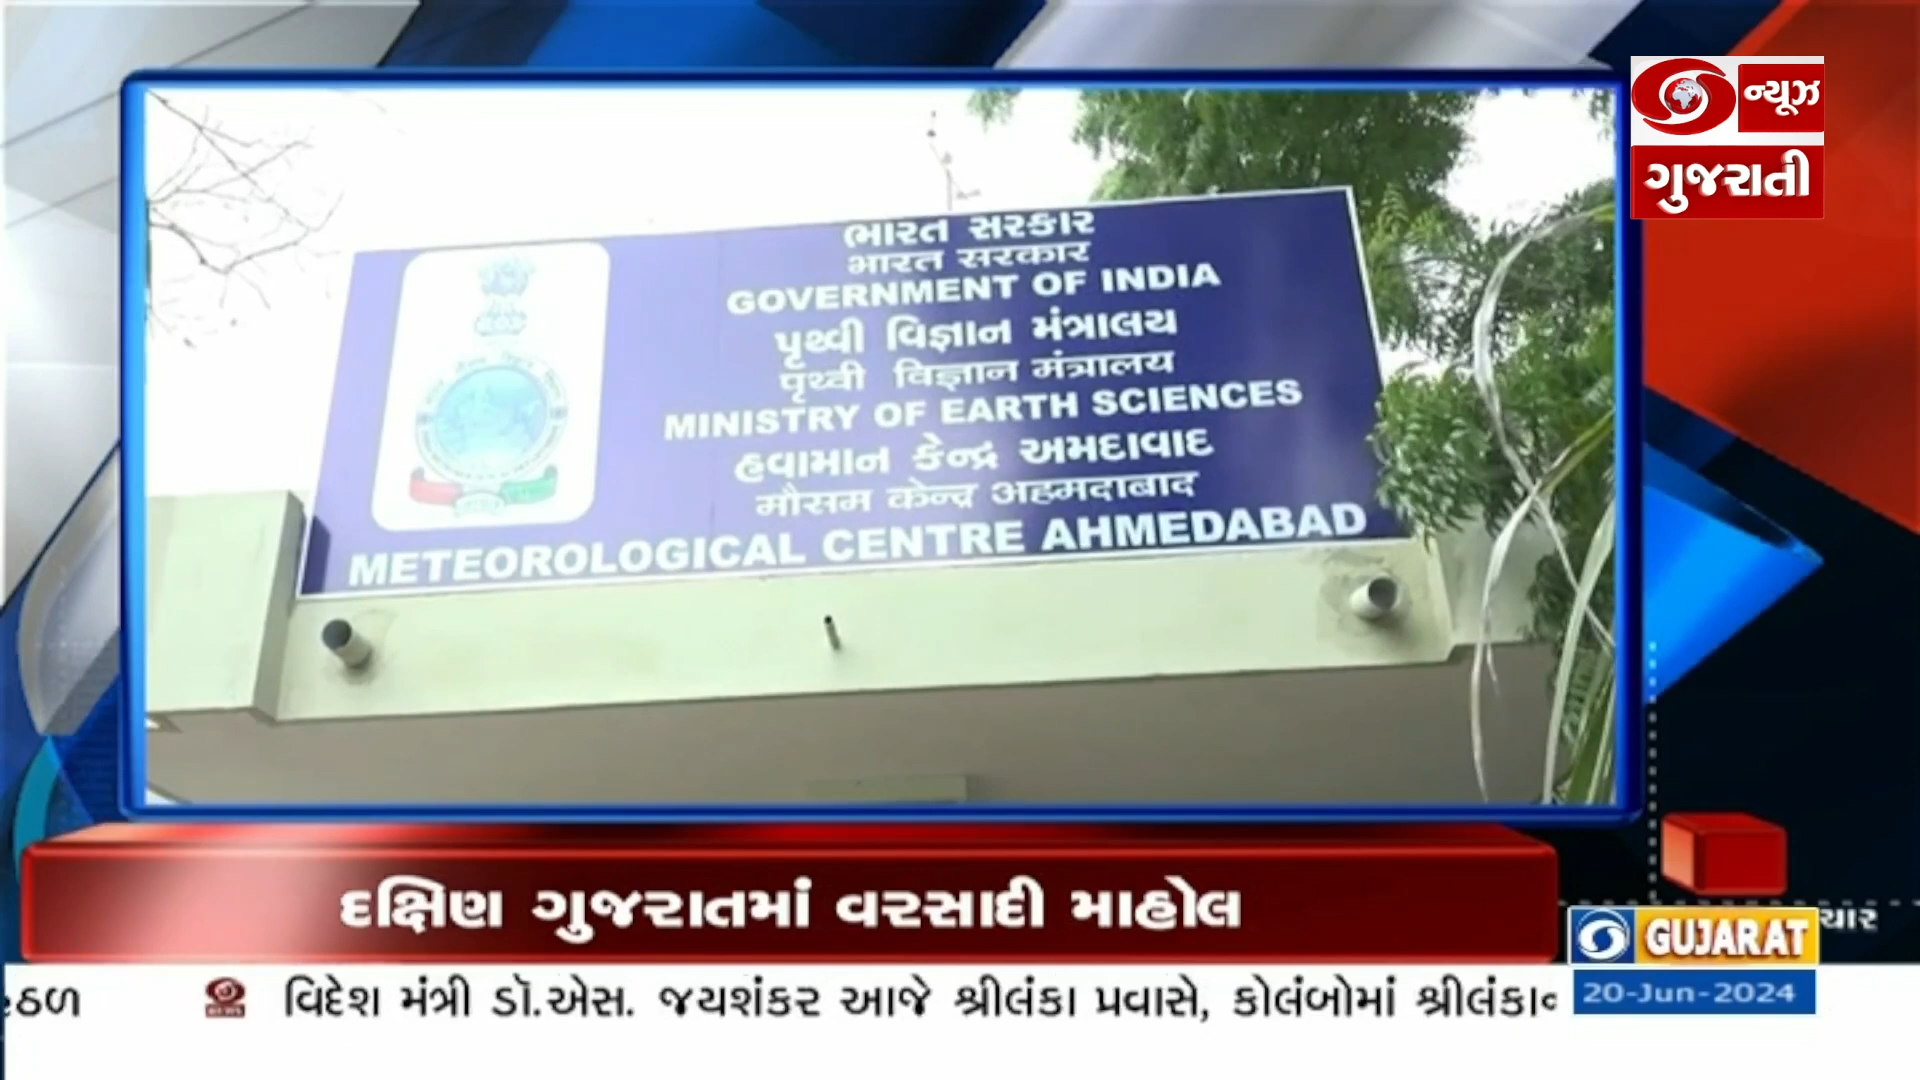 ન્યૂઝ
ગુજરાતી
ભારત સરકાર
भारत सरकार
GOVERNMENT OF INDIA
પૃથ્વી વિજ્ઞાન મંત્રાલય
पृथ्वी विज्ञान मंत्रालय
MINISTRY OF EARTH SCIENCES
હવામાન કેન્દ્ર અમદાવાદ
मौसम केन्द्र अहमदाबाद
METEOROLOGICAL CENTRE AHMEDABAD
દક્ષિણ ગુજરાતમાં વરસાદી માહોલ
GUJARAT
વિદેશ મંત્રી ડૉ.એસ. જયશંકર આજે શ્રીલંકા પ્રવાસે, કોલંબોમાં
20-Jun-2024